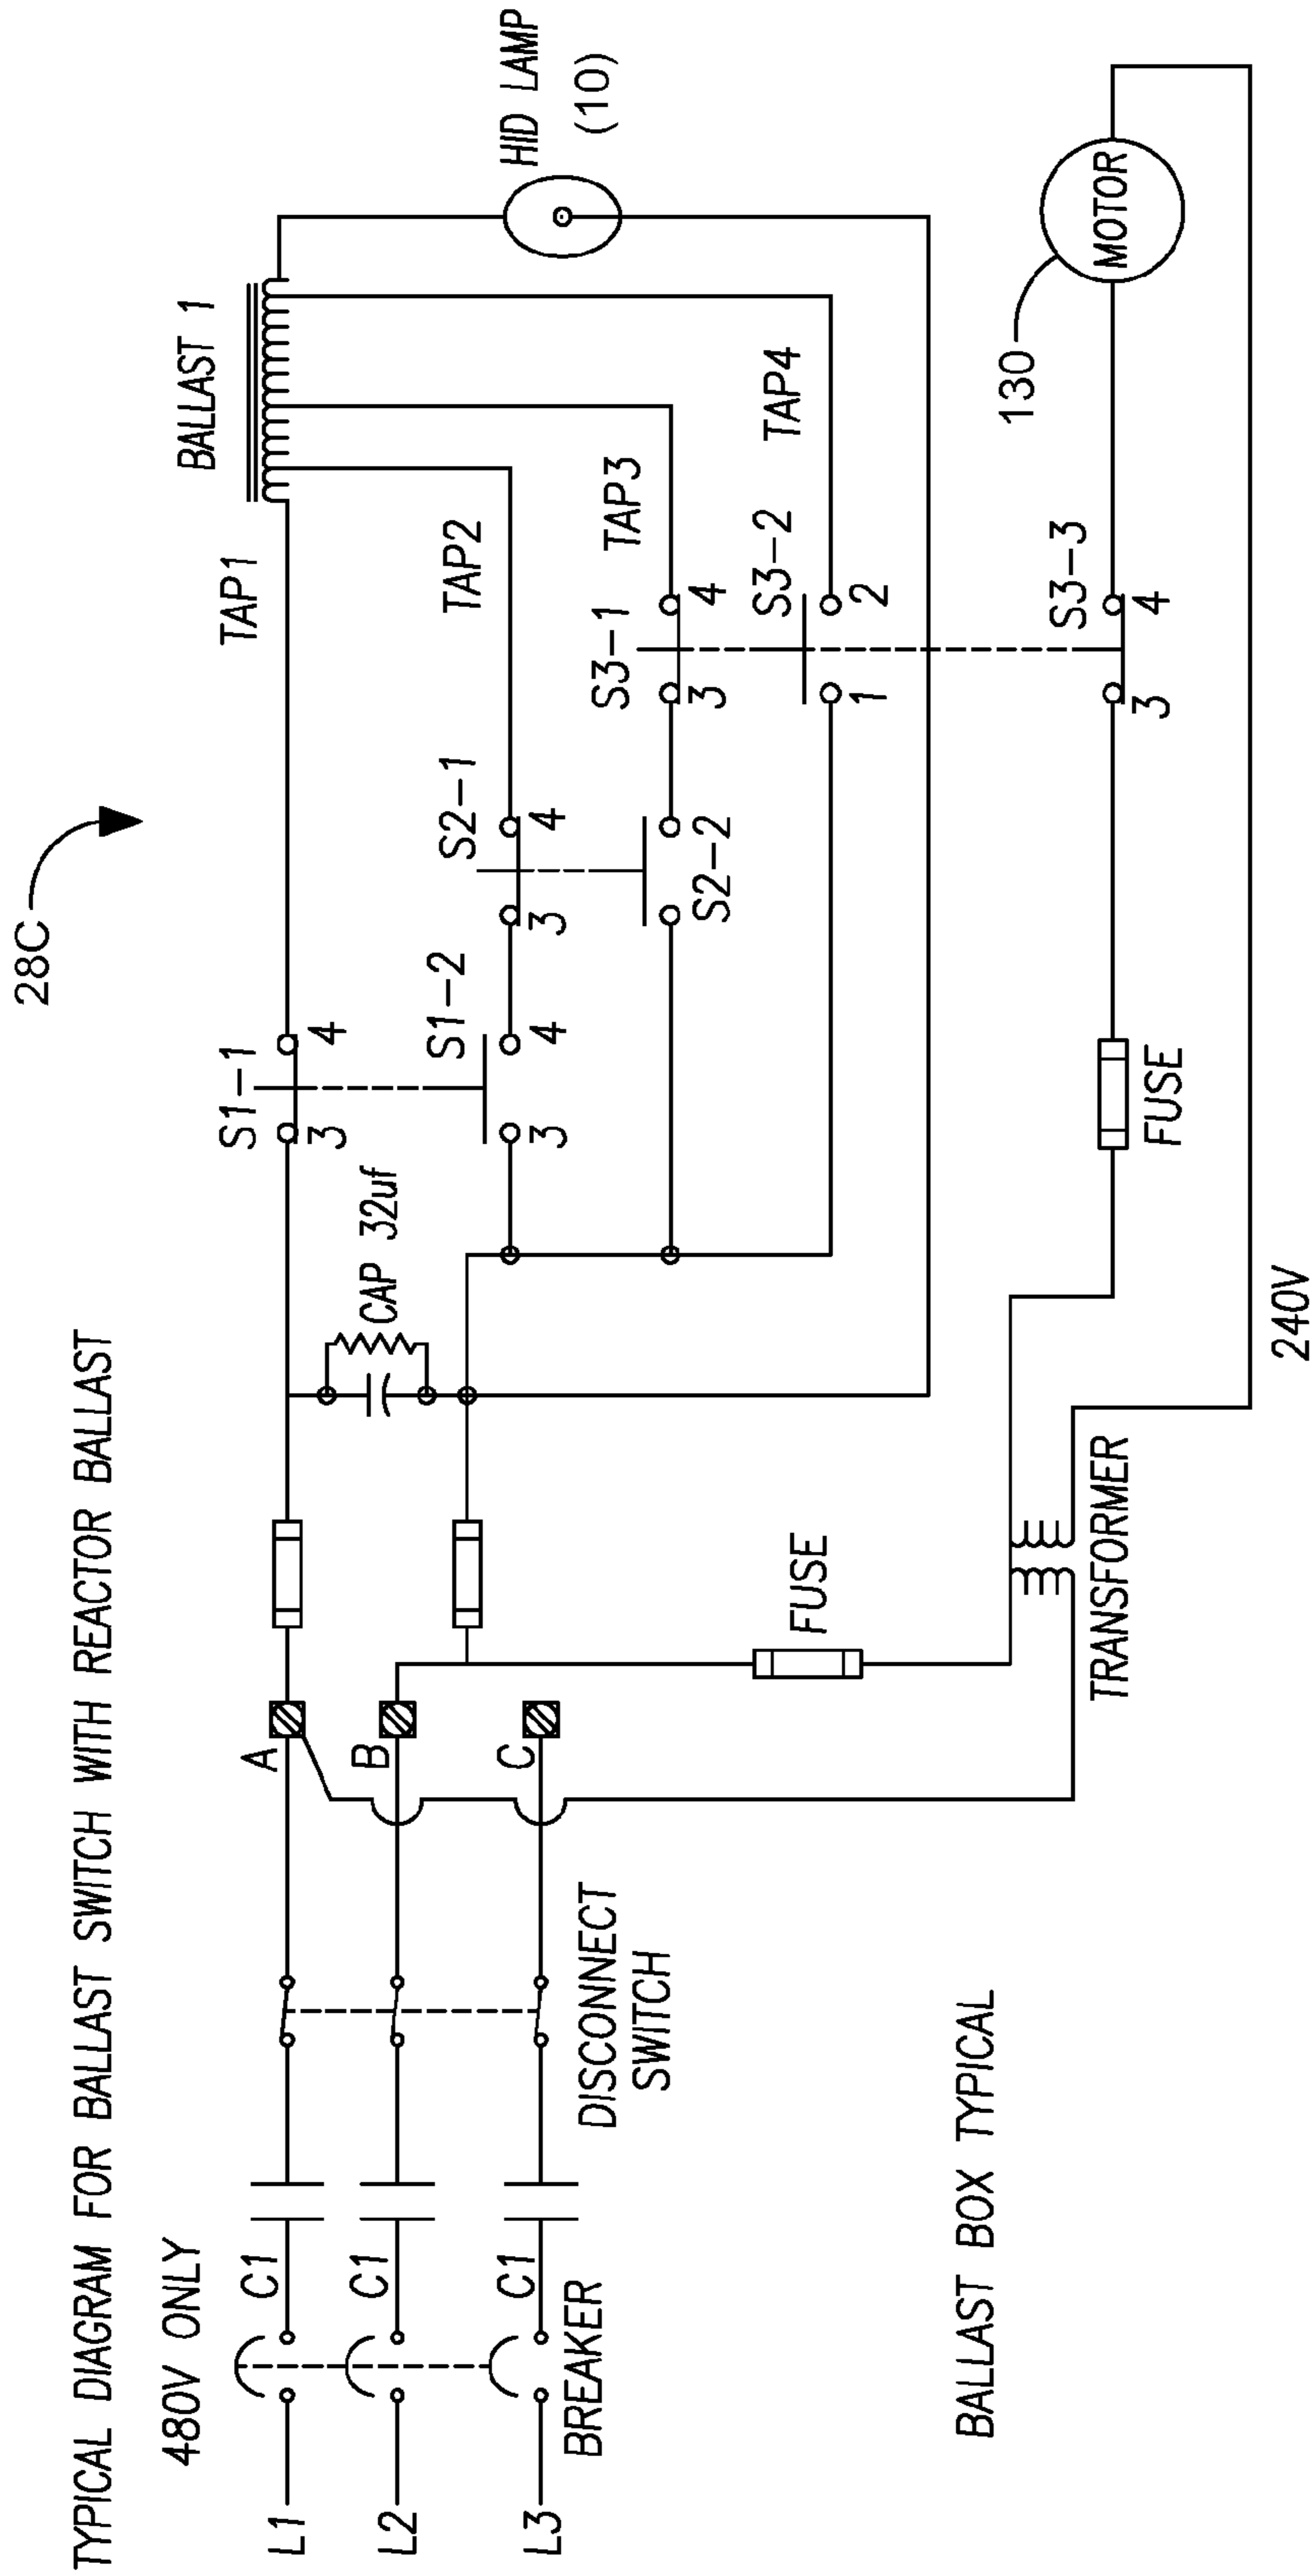 TYPICAL DIAGRAM FOR BALLAST SWITCH WITH REACTOR BALLAST
28C
480V ONLY
L1
L2
L3
C1
C1
C1
BREAKER
DISCONNECT
SWITCH
A
B
C
CAP 32uf
S1-1
3
4
S1-2
3
4
S2-1
3
4
S2-2
S3-1
3
4
S3-2
1
2
S3-3
3
4
TAP1
TAP2
TAP3
TAP4
BALLAST 1
HID LAMP
(10)
FUSE
TRANSFORMER
FUSE
130
MOTOR
240V
BALLAST BOX TYPICAL